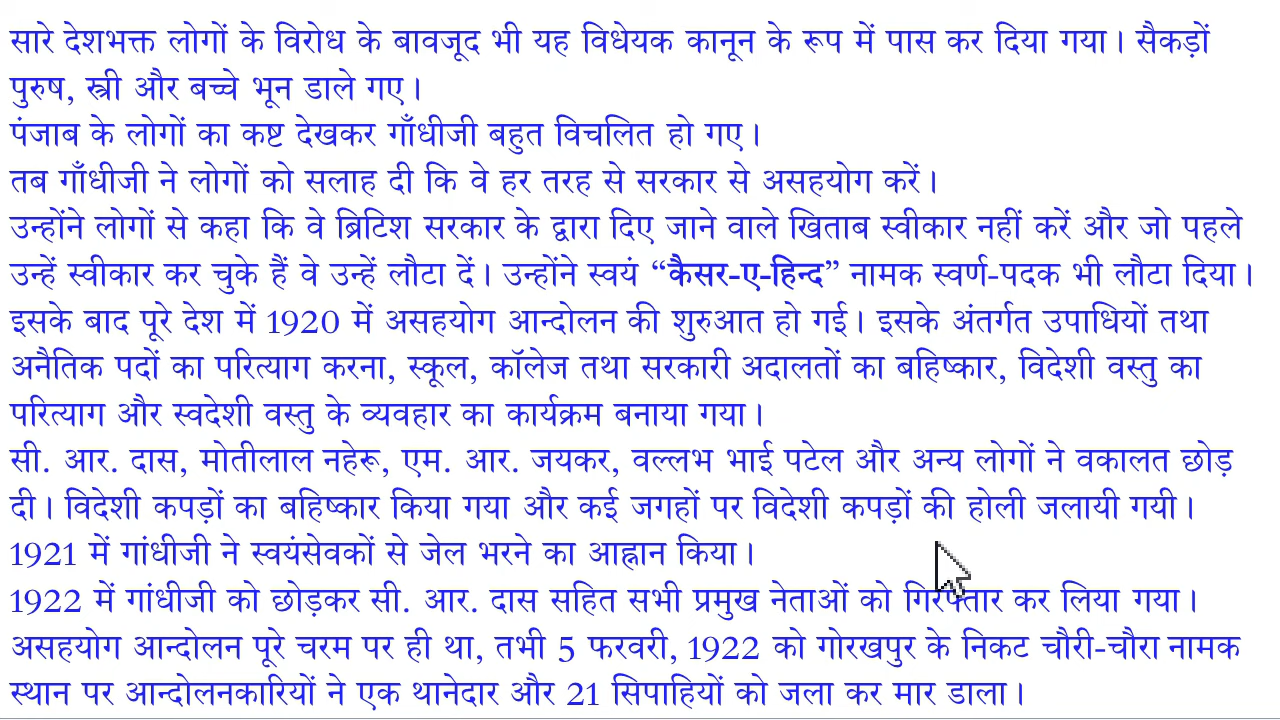 सारे देशभक्त लोगों के विरोध के बावजूद भी यह विधेयक कानून के रूप में पास कर दिया गया। सैकड़ों
पुरुष, स्त्री और बच्चे भून डाले गए।
पंजाब के लोगों का कष्ट देखकर गाँधीजी बहुत विचलित हो गए।
तब गाँधीजी ने लोगों को सलाह दी कि वे हर तरह से सरकार से असहयोग करें।
उन्होंने लोगों से कहा कि वे ब्रिटिश सरकार के द्वारा दिए जाने वाले खिताब स्वीकार नहीं करें और जो पहले
उन्हें स्वीकार कर चुके हैं वे उन्हें लौटा दें। उन्होंने स्वयं “कैसर-ए-हिन्द” नामक स्वर्ण-पदक भी लौटा दिया।
इसके बाद पूरे देश में 1920 में असहयोग आन्दोलन की शुरुआत हो गई। इसके अंतर्गत उपाधियों तथा
अनैतिक पदों का परित्याग करना, स्कूल, कॉलेज तथा सरकारी अदालतों का बहिष्कार, विदेशी वस्तु का
परित्याग और स्वदेशी वस्तु के व्यवहार का कार्यक्रम बनाया गया।
सी. आर. दास, मोतीलाल नहेरू, एम. आर. जयकर, वल्लभ भाई पटेल और अन्य लोगों ने वकालत छोड़
दी। विदेशी कपड़ों का बहिष्कार किया गया और कई जगहों पर विदेशी कपड़ों की होली जलायी गयी।
1921 में गांधीजी ने स्वयंसेवकों से जेल भरने का आह्नान किया।
1922 में गांधीजी को छोड़कर सी. आर. दास सहित सभी प्रमुख नेताओं को गिरफ्तार कर लिया गया।
असहयोग आन्दोलन पूरे चरम पर ही था, तभी 5 फरवरी, 1922 को गोरखपुर के निकट चौरी-चौरा नामक
स्थान पर आन्दोलनकारियों ने एक थानेदार और 21 सिपाहियों को जला कर मार डाला।